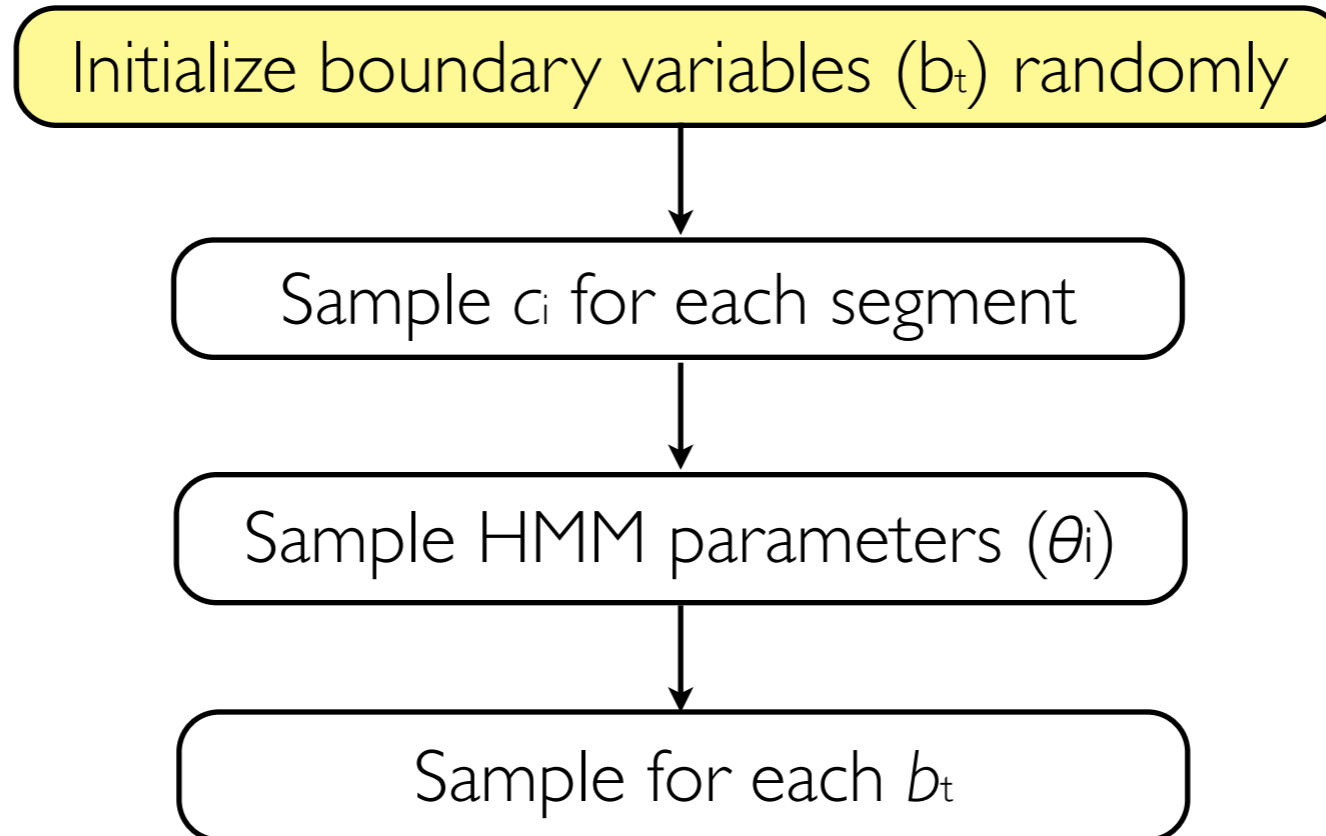 Initialize boundary variables (bt) randomly
Sample ci for each segment
Sample HMM parameters (θi)
Sample for each bt